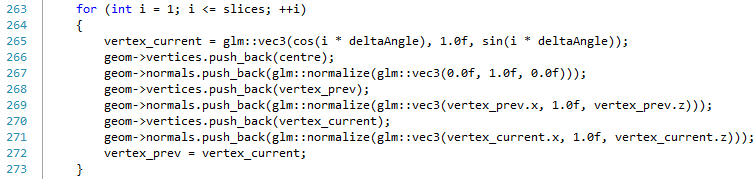 263 for (int i = 1; i <= slices; ++i)
264 {
265 vertex_current = glm::vec3(cos(i * deltaAngle), 1.0f, sin(i * deltaAngle));
266 geom->vertices.push_back(centre);
267 geom->normals.push_back(glm::normalize(glm::vec3(0.0f, 1.0f, 0.0f)));
268 geom->vertices.push_back(vertex_prev);
269 geom->normals.push_back(glm::normalize(glm::vec3(vertex_prev.x, 1.0f, vertex_prev.z)));
270 geom->vertices.push_back(vertex_current);
271 geom->normals.push_back(glm::normalize(glm::vec3(vertex_current.x, 1.0f, vertex_current.z)));
272 vertex_prev = vertex_current;
273 }